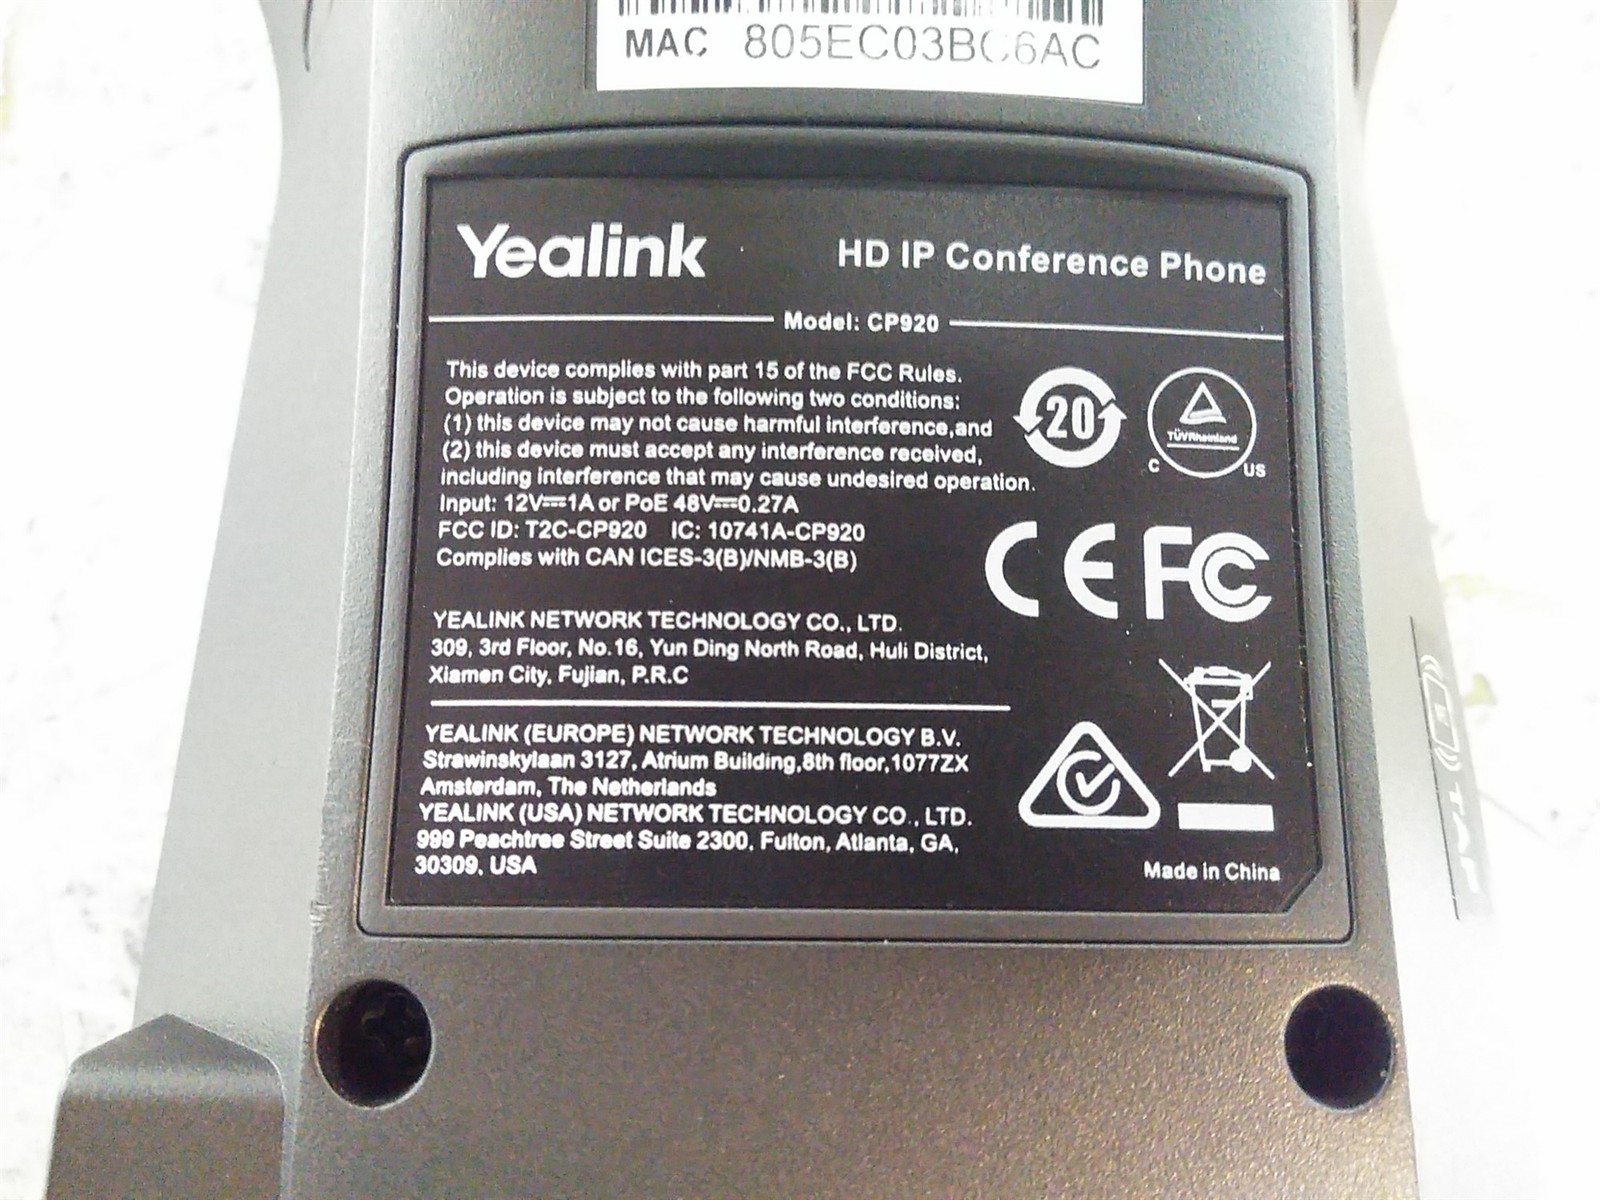 MAC 805EC03BC6AC
Yealink
HD IP Conference Phone
Model: CP920
This device complies with part 15 of the FCC Rules.
Operation is subject to the following two conditions:
(1) this device may not cause harmful interference,and
(2) this device must accept any interference received,
including interference that may cause undesired operation.
Input: 12V⎓1A or PoE 48V⎓0.27A
FCC ID: T2C-CP920 IC: 10741A-CP920
Complies with CAN ICES-3(B)/NMB-3(B)
20
TÜVRheinland
C US
CE FC
YEALINK NETWORK TECHNOLOGY CO., LTD.
309, 3rd Floor, No.16, Yun Ding North Road, Huli District,
Xiamen City, Fujian, P.R.C
YEALINK (EUROPE) NETWORK TECHNOLOGY B.V.
Strawinskylaan 3127, Atrium Building,8th floor,1077ZX
Amsterdam, The Netherlands
YEALINK (USA) NETWORK TECHNOLOGY CO., LTD.
999 Peachtree Street Suite 2300, Fulton, Atlanta, GA,
30309, USA
Made in China